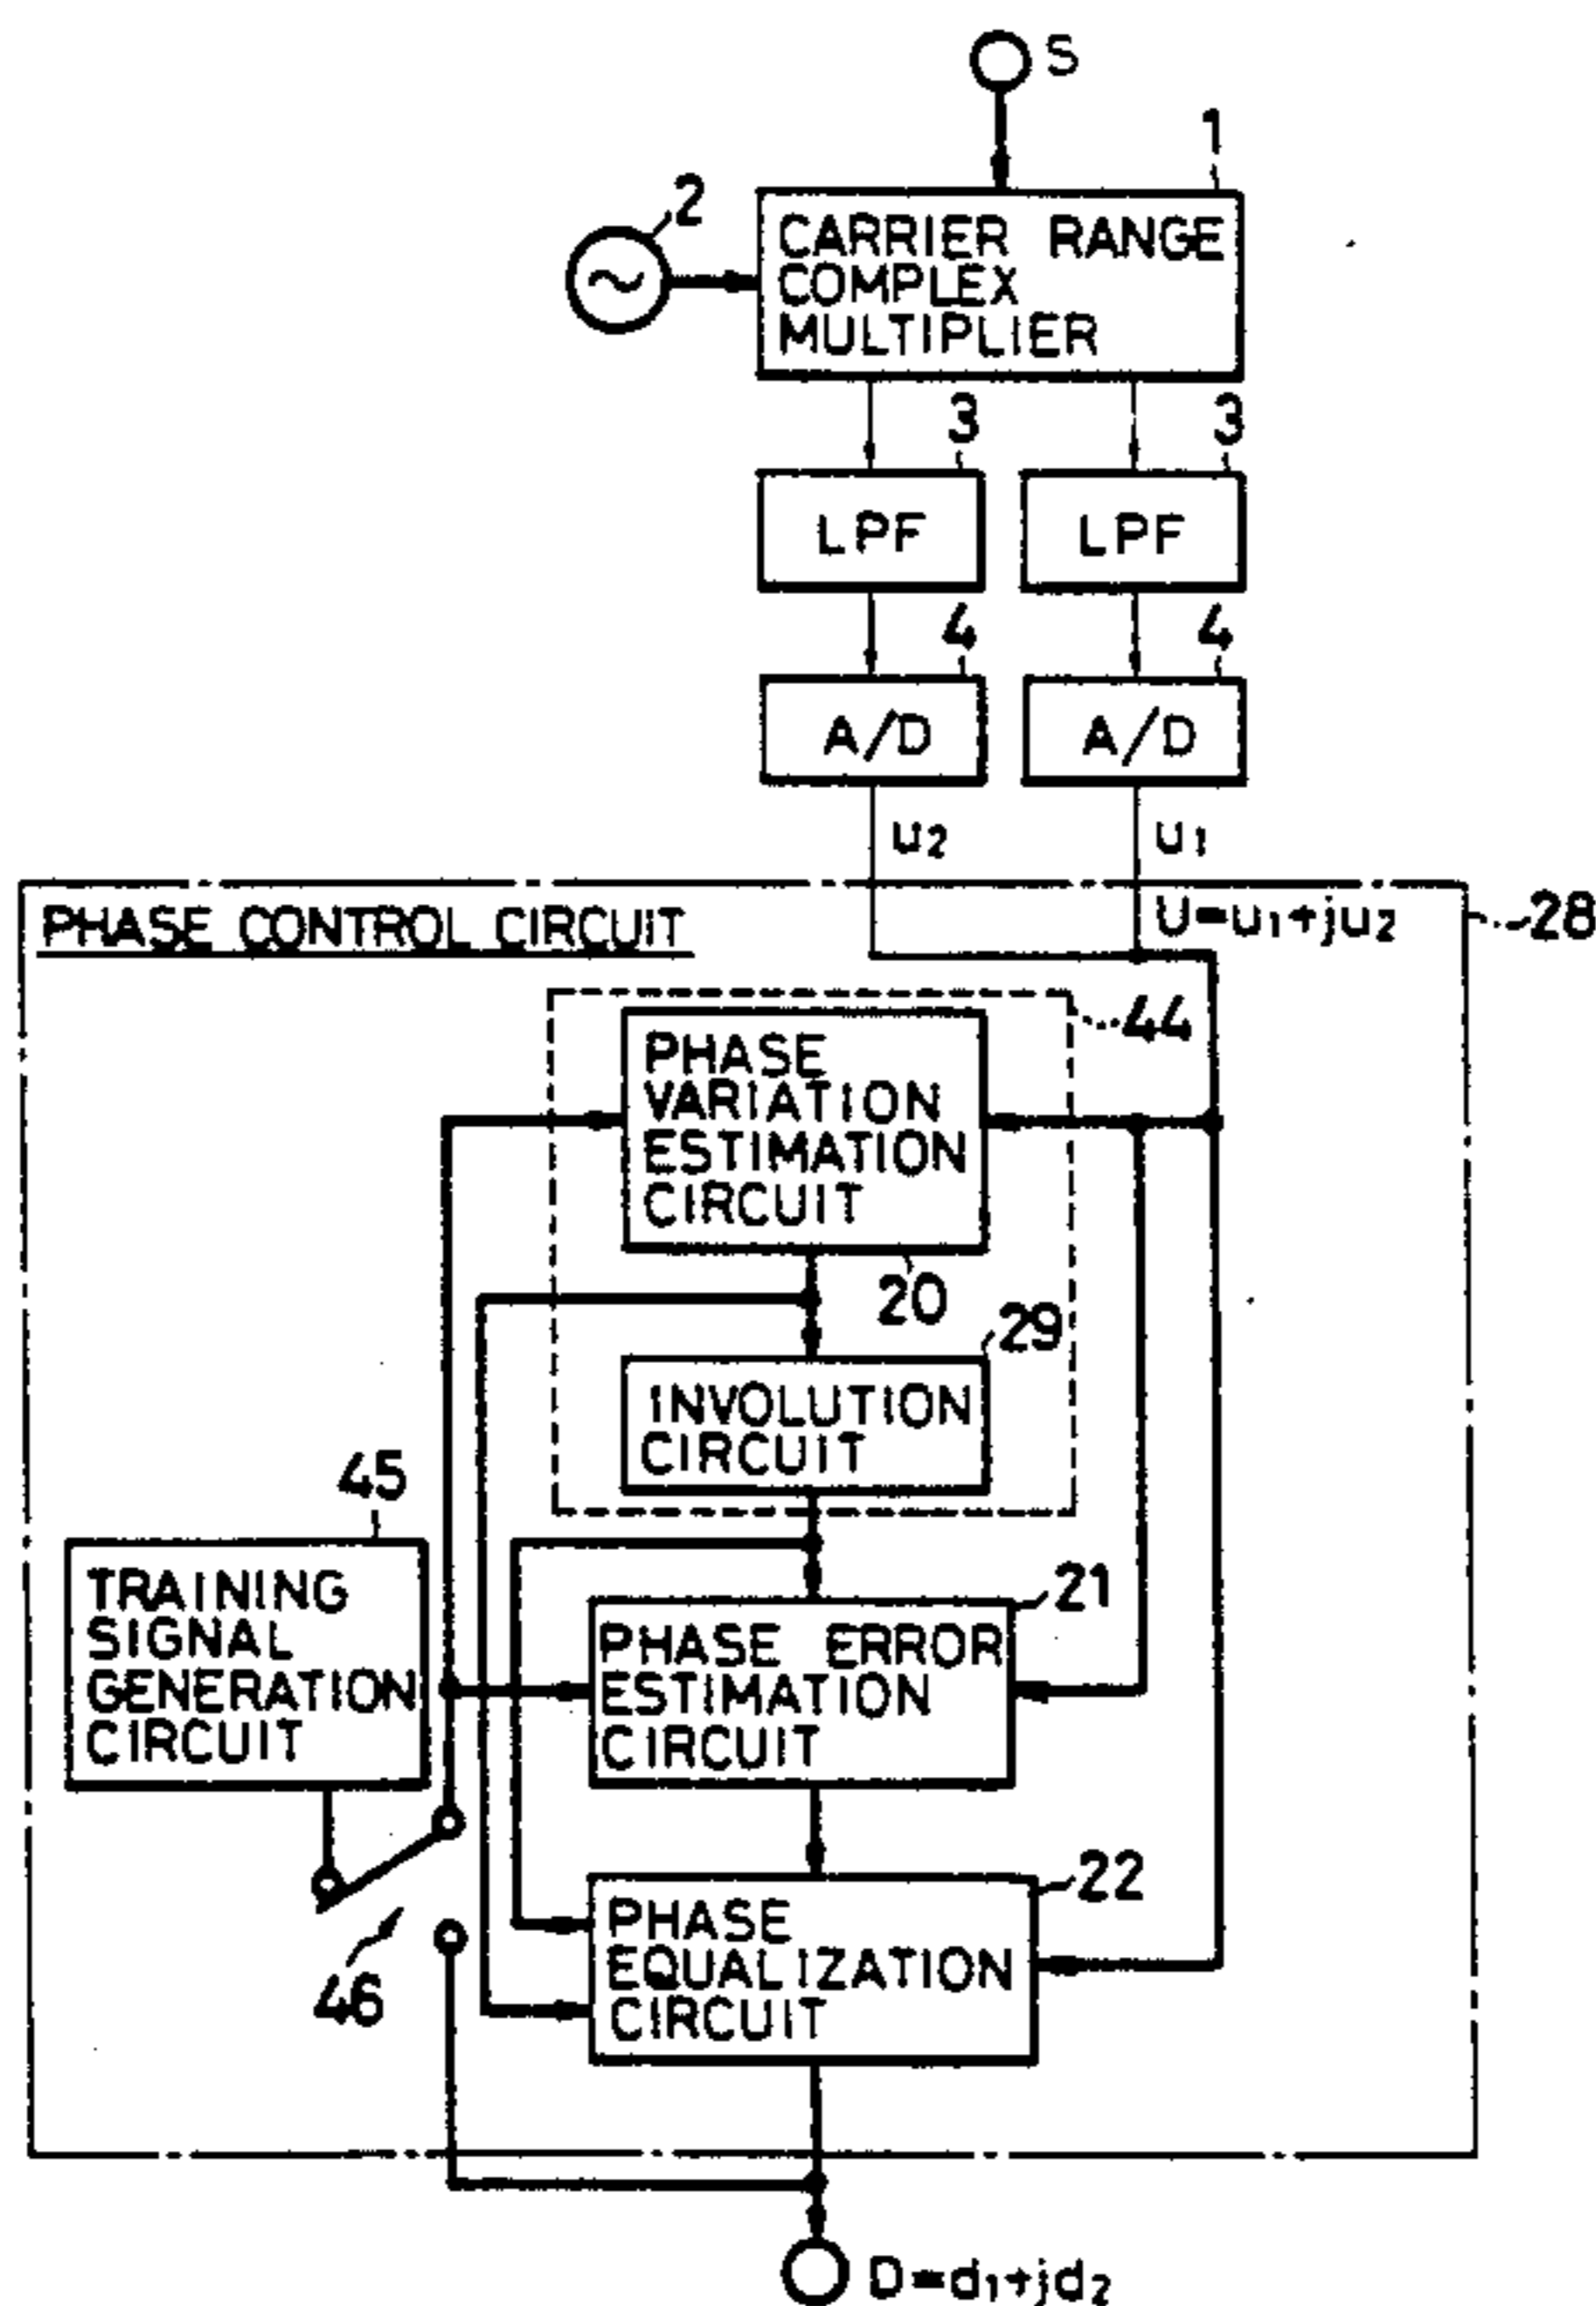 S
1
2
CARRIER RANGE
COMPLEX
MULTIPLIER
3
3
LPF
LPF
4
4
A/D
A/D
u2
u1
PHASE CONTROL CIRCUIT
U=u1+ju2
28
44
PHASE
VARIATION
ESTIMATION
CIRCUIT
20
29
INVOLUTION
CIRCUIT
45
TRAINING
SIGNAL
GENERATION
CIRCUIT
21
PHASE ERROR
ESTIMATION
CIRCUIT
22
PHASE
EQUALIZATION
CIRCUIT
46
D=d1+jd2